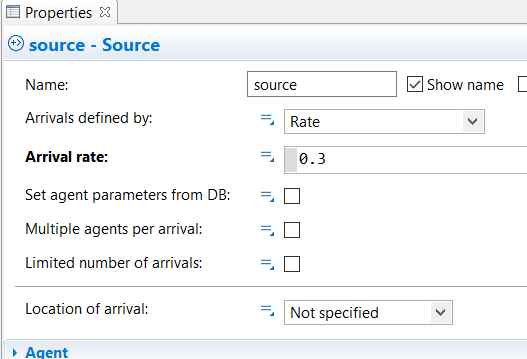 Properties
source - Source
Name: source Show name
Arrivals defined by: Rate
Arrival rate: 0.3
Set agent parameters from DB:
Multiple agents per arrival:
Limited number of arrivals:
Location of arrival: Not specified
Agent